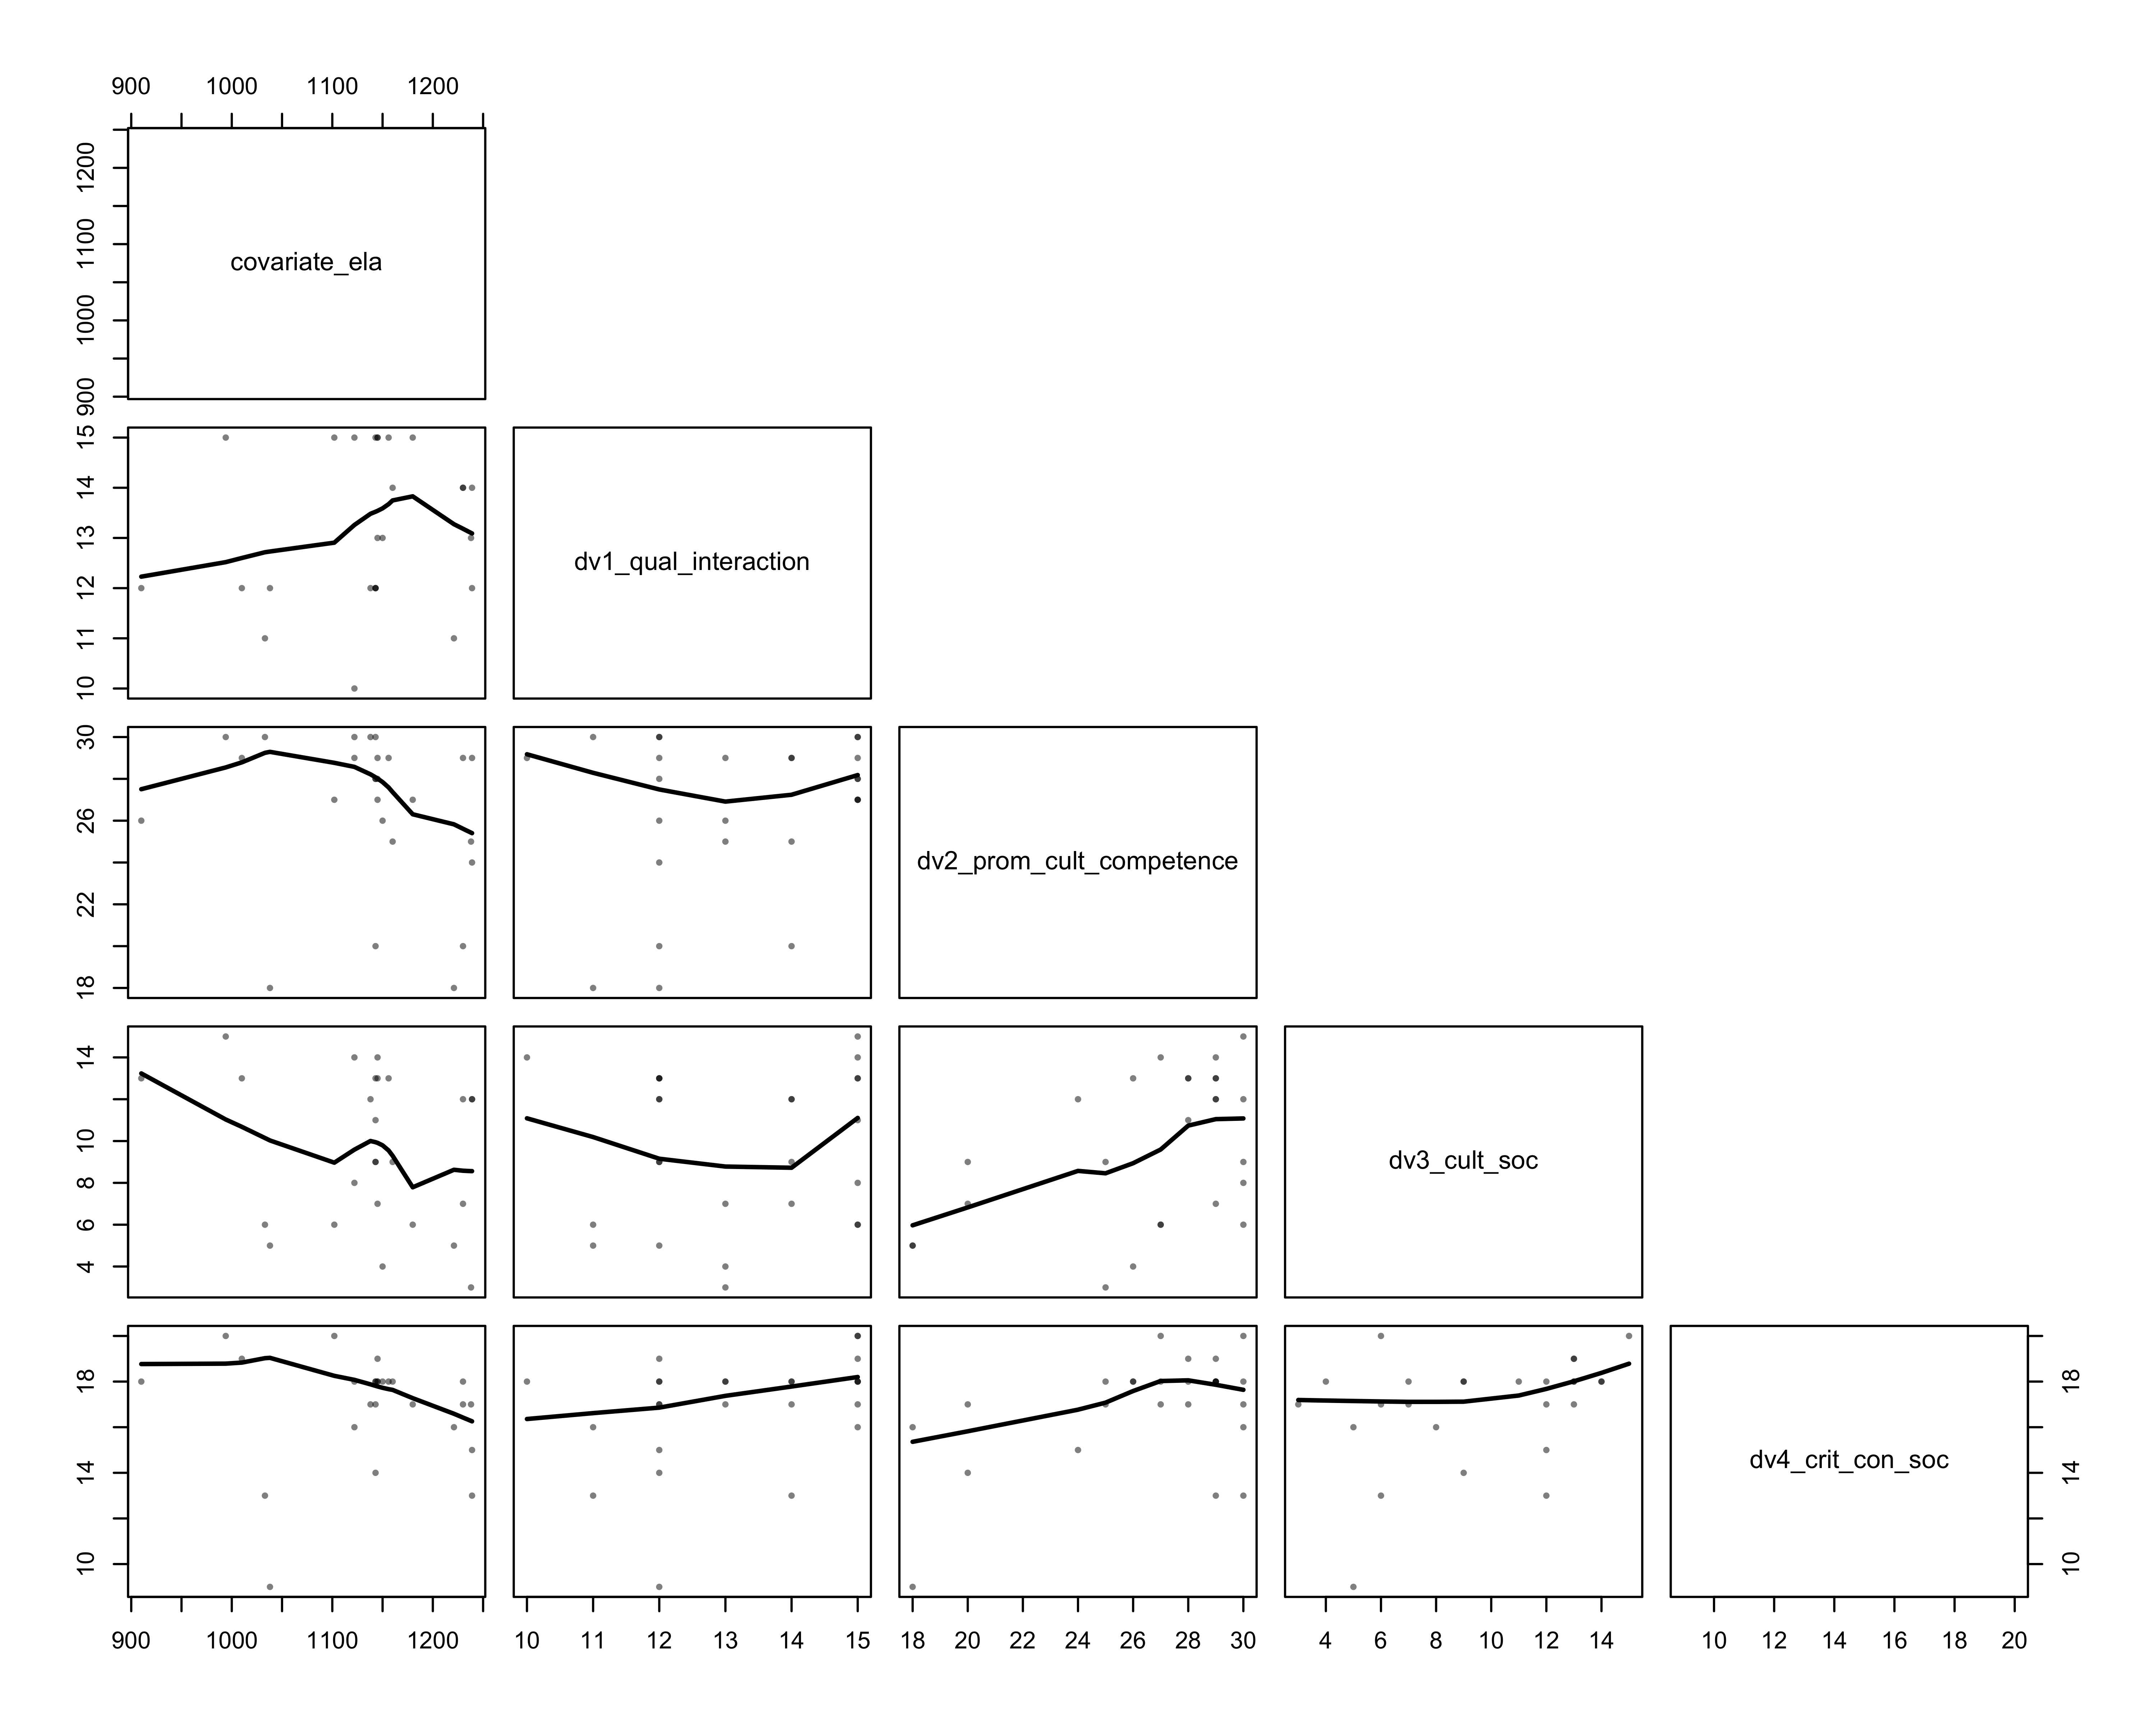 900 1000 1100 1200
900 1000 1100 1200
covariate_ela
10 11 12 13 14 15
dv1_qual_interaction
18 22 26 30
dv2_prom_cult_competence
4 6 8 10 14
dv3_cult_soc
10 14 18
dv4_crit_con_soc
10 14 18
900 1000 1100 1200 10 11 12 13 14 15 18 20 22 24 26 28 30 4 6 8 10 12 14 10 12 14 16 18 20